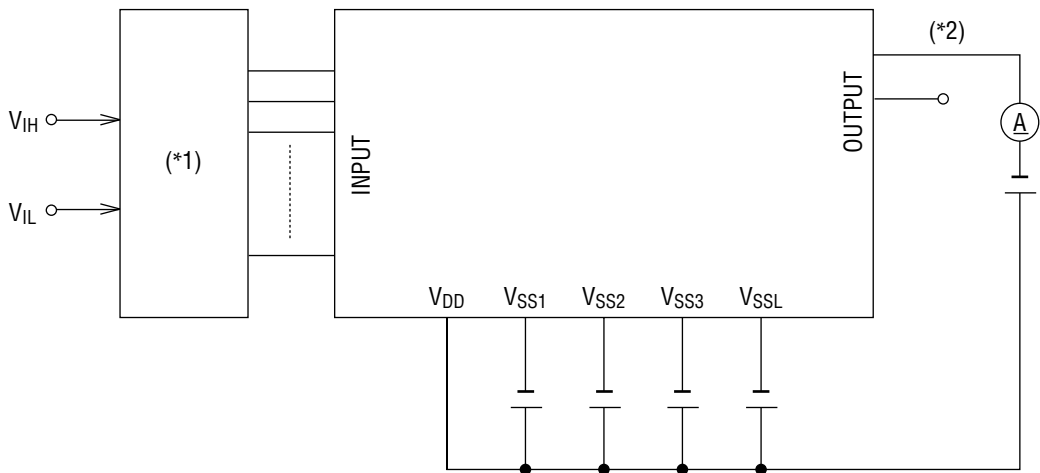 (*2)
V_IH
(*1)
INPUT
OUTPUT
A
V_IL
V_DD V_SS1 V_SS2 V_SS3 V_SSL